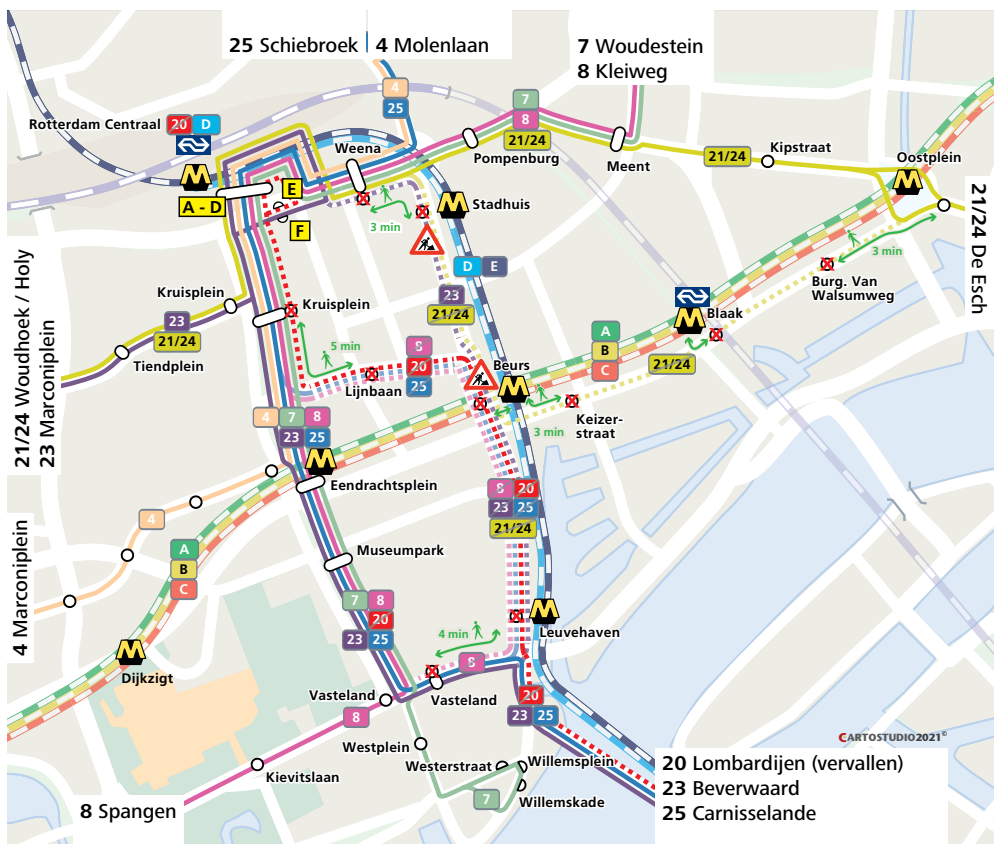 25 Schiebroek
4 Molenlaan
7 Woudestein
8 Kleiweg
4
25
7
8
21/24
Rotterdam Centraal 20 D
Weena
Pompenburg
Meent
21/24
Kipstraat
Oostplein
E
A - D
F
3 min
Stadhuis
21/24 De Esch
D E
3 min
Burg. Van
Walsumweg
Kruisplein
Kruisplein
23
21/24
Tiendplein
23
21/24
Blaak
21/24 Woudhoek / Holy
23 Marconiplein
5 min
8
20
25
Lijnbaan
Beurs
A
B
C
21/24
3 min
Keizer-
straat
4 7 8
23 25
Eendrachtsplein
8 20
23 25
21/24
4
A
B
C
Museumpark
4 Marconiplein
7 8
20
23 25
4 min
Leuvehaven
Dijkzigt
8
Vasteland
Vasteland
8
20
23 25
Westplein
Westerstraat
Willemsplein
Kievitslaan
7
Willemskade
CARTOSTUDIO2021©
8 Spangen
20 Lombardijen (vervallen)
23 Beverwaard
25 Carnisselande